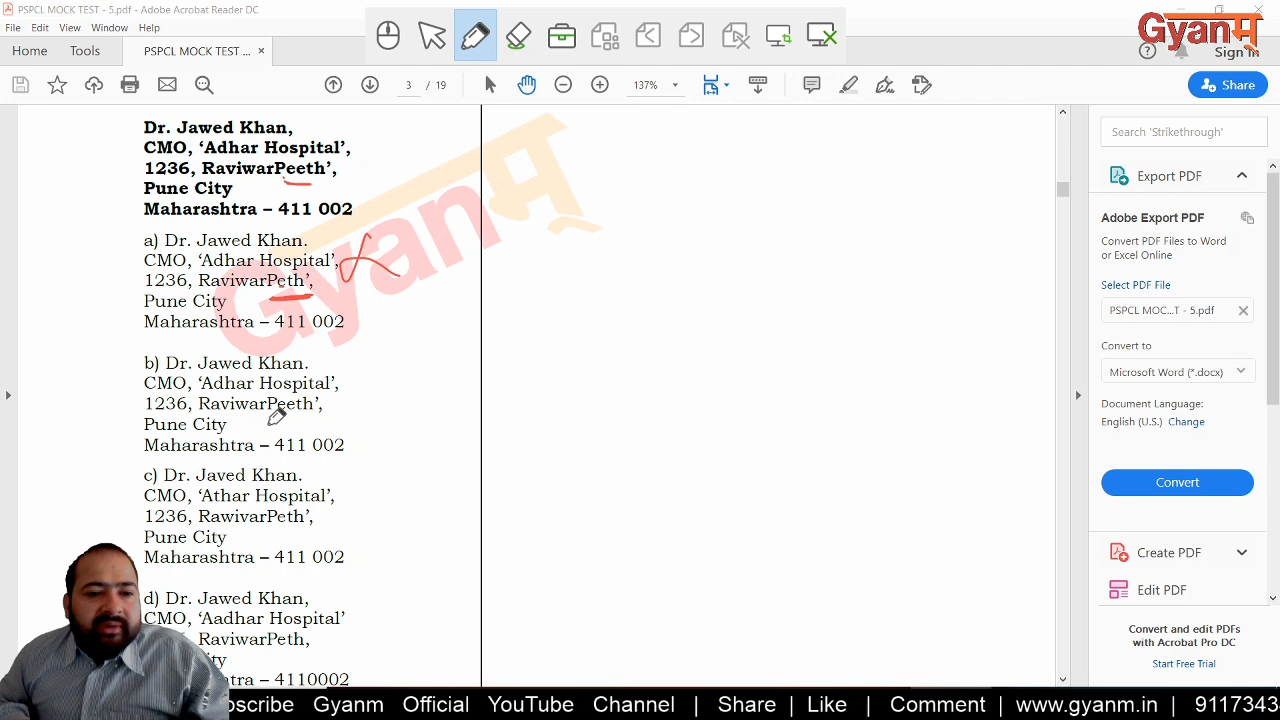 PSPCL MOCK TEST - 5.pdf - Adobe Acrobat Reader DC
File Edit View Window Help
Home Tools PSPCL MOCK TEST ... ×
Gyanम्
Sign In
3 / 19
137%
Share
Dr. Jawed Khan,
CMO, ‘Adhar Hospital’,
1236, RaviwarPeeth’,
Pune City
Maharashtra – 411 002
a) Dr. Jawed Khan.
CMO, ‘Adhar Hospital’,
1236, RaviwarPeth’,
Pune City
Maharashtra – 411 002
b) Dr. Jawed Khan.
CMO, ‘Adhar Hospital’,
1236, RaviwarPeeth’,
Pune City
Maharashtra – 411 002
c) Dr. Javed Khan.
CMO, ‘Athar Hospital’,
1236, RawivarPeth’,
Pune City
Maharashtra – 411 002
d) Dr. Jawed Khan,
CMO, ‘Aadhar Hospital’
RaviwarPeth,
4110002
Gyanम
Search 'Strikethrough'
Export PDF
Adobe Export PDF
Convert PDF Files to Word
or Excel Online
Select PDF File
PSPCL MOC...T - 5.pdf
Convert to
Microsoft Word (*.docx)
Document Language:
English (U.S.) Change
Convert
Create PDF
Edit PDF
Convert and edit PDFs
with Acrobat Pro DC
Start Free Trial
Gyanm Official YouTube Channel | Share | Like | Comment | www.gyanm.in | 9117343